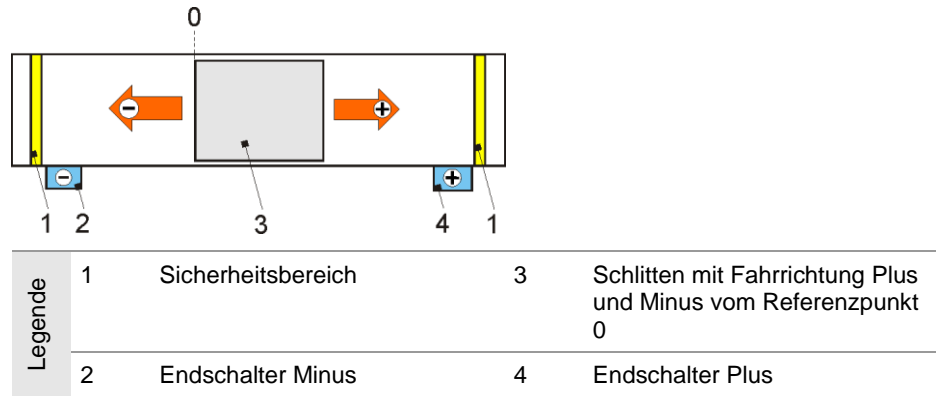 0
− +
− +
1 2 3 4 1
Legende
1 Sicherheitsbereich 3 Schlitten mit Fahrrichtung Plus
und Minus vom Referenzpunkt
0
2 Endschalter Minus 4 Endschalter Plus